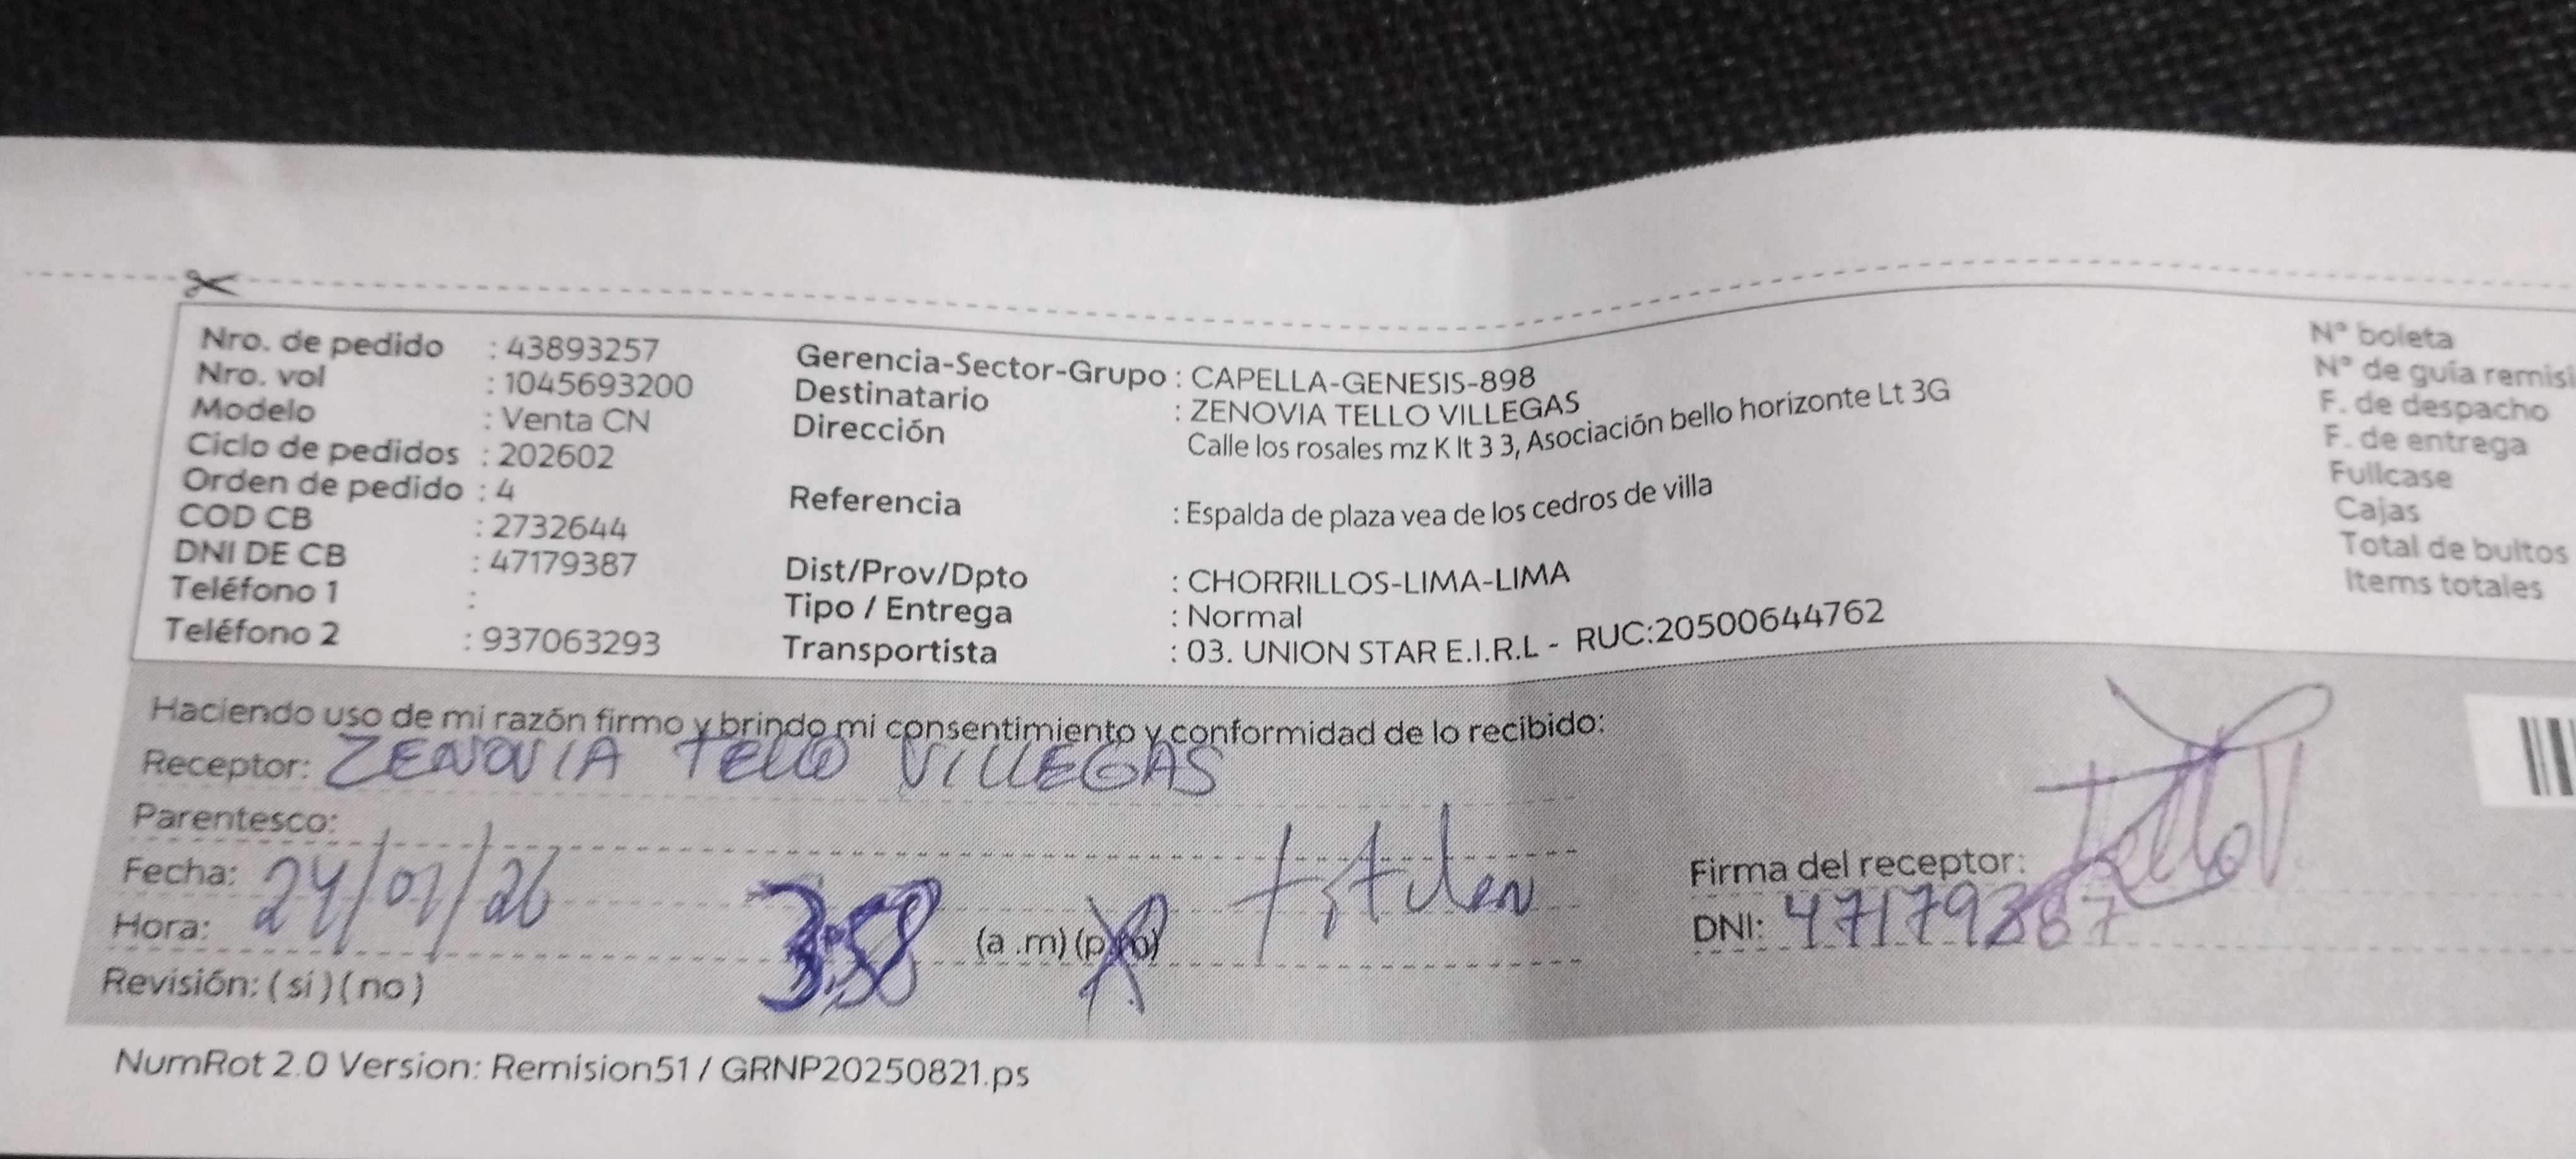 Nro. de pedido : 43893257
Nro. vol : 1045693200
Modelo : Venta CN
Ciclo de pedidos : 202602
Orden de pedido : 4
COD CB : 2732644
DNI DE CB : 47179387
Teléfono 1 :
Teléfono 2 : 937063293
Gerencia-Sector-Grupo : CAPELLA-GENESIS-898
Destinatario : ZENOVIA TELLO VILLEGAS
Dirección Calle los rosales mz K lt 3 3, Asociación bello horizonte Lt 3G
Referencia : Espalda de plaza vea de los cedros de villa
Dist/Prov/Dpto : CHORRILLOS-LIMA-LIMA
Tipo / Entrega : Normal
Transportista : 03. UNION STAR E.I.R.L - RUC:20500644762
N° boleta
N° de guía remisi
F. de despacho
F. de entrega
Fullcase
Cajas
Total de bultos
Items totales
Haciendo uso de mi razón firmo y brindo mi consentimiento y conformidad de lo recibido:
Receptor: ZENOVIA TELLO VILLEGAS
Parentesco:
Fecha: 24/01/26
Hora: 3:58 (a .m) (p.m)
Revisión: ( si ) ( no )
Firma del receptor:
DNI: 47179387
NumRot 2.0 Version: Remision51 / GRNP20250821.ps